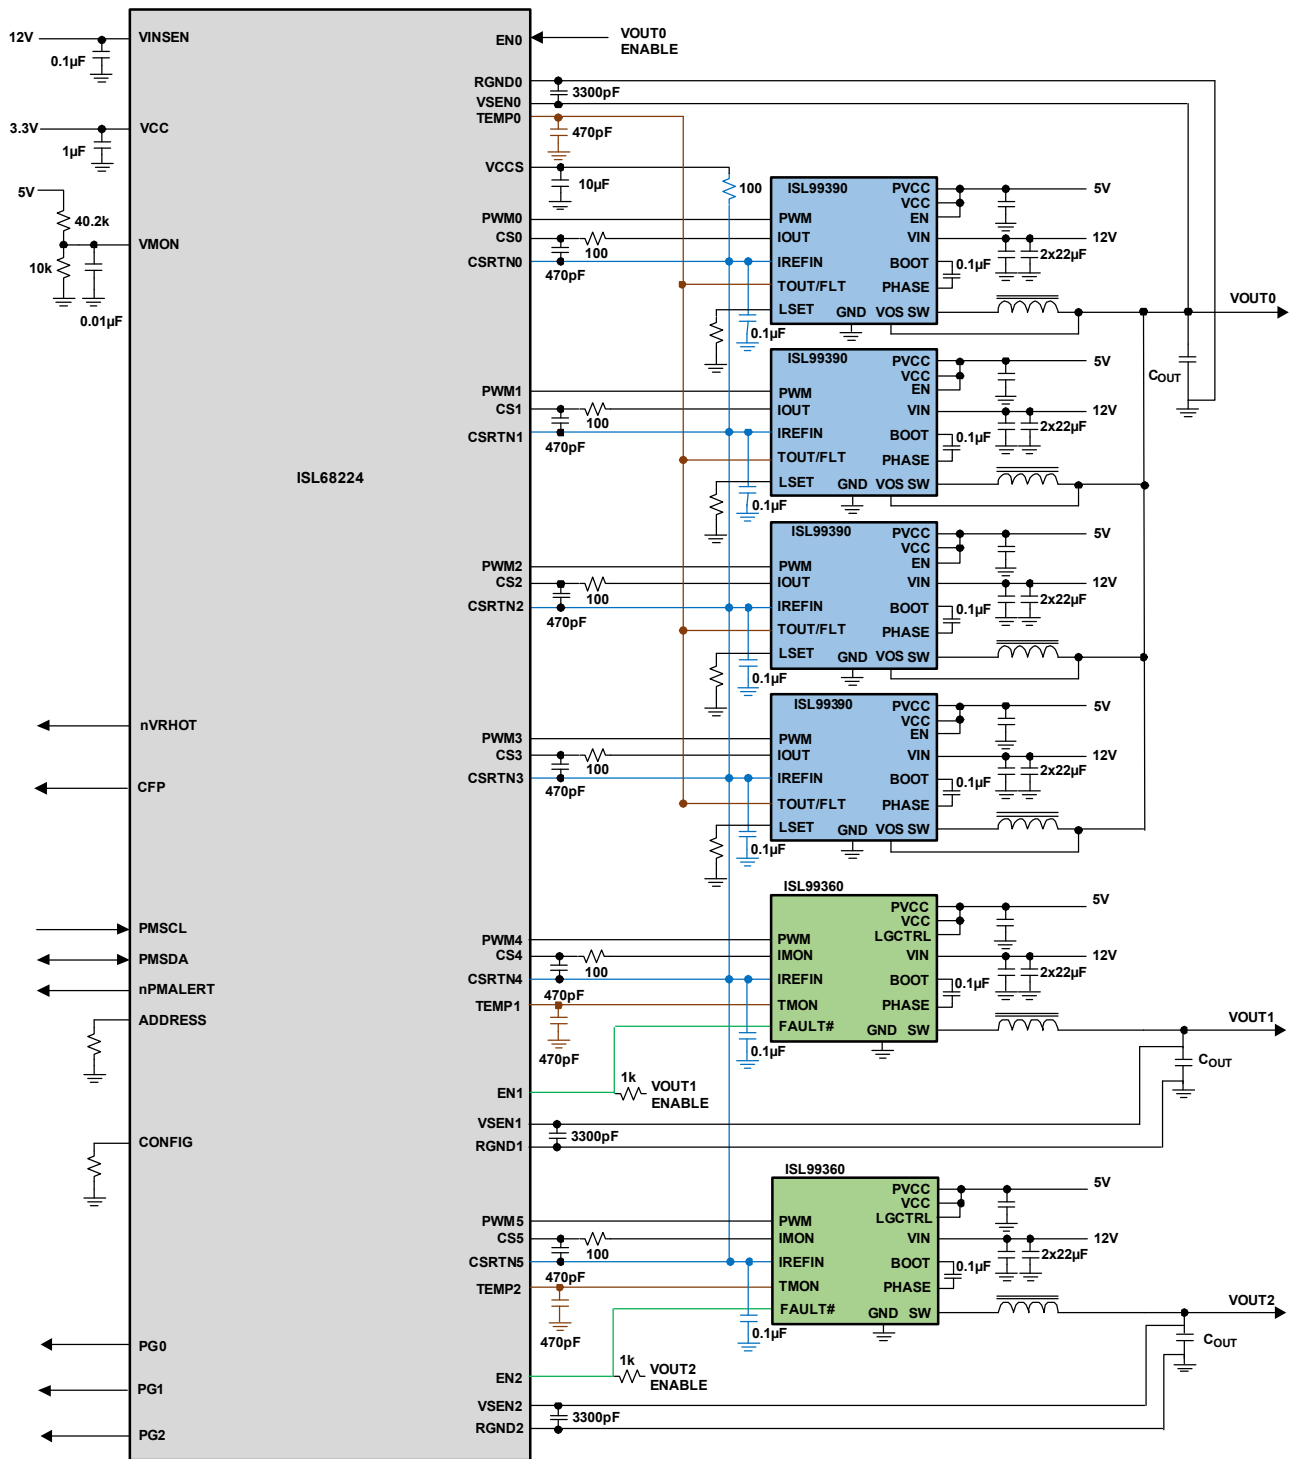 12V
VINSEN
0.1µF
3.3V
VCC
1µF
5V
40.2k
VMON
10k
0.01µF
ISL68224
nVRHOT
CFP
PMSCL
PMSDA
nPMALERT
ADDRESS
CONFIG
PG0
PG1
PG2
EN0
VOUT0
ENABLE
RGND0
3300pF
VSEN0
TEMP0
470pF
VCCS
10µF
100
PWM0
CS0
100
CSRTN0
470pF
ISL99390
PVCC
VCC
EN
PWM
IOUT
VIN
IREFIN
BOOT
TOUT/FLT
PHASE
LSET
GND
VOS SW
0.1µF
5V
12V
2x22µF
0.1µF
VOUT0
COUT
PWM1
CS1
100
CSRTN1
470pF
ISL99390
PVCC
VCC
EN
PWM
IOUT
VIN
IREFIN
BOOT
TOUT/FLT
PHASE
LSET
GND
VOS SW
0.1µF
5V
12V
2x22µF
0.1µF
PWM2
CS2
100
CSRTN2
470pF
ISL99390
PVCC
VCC
EN
PWM
IOUT
VIN
IREFIN
BOOT
TOUT/FLT
PHASE
LSET
GND
VOS SW
0.1µF
5V
12V
2x22µF
0.1µF
PWM3
CS3
100
CSRTN3
470pF
ISL99390
PVCC
VCC
EN
PWM
IOUT
VIN
IREFIN
BOOT
TOUT/FLT
PHASE
LSET
GND
VOS SW
0.1µF
5V
12V
2x22µF
0.1µF
PWM4
CS4
100
CSRTN4
470pF
TEMP1
470pF
ISL99360
PVCC
VCC
LGCTRL
PWM
IMON
VIN
IREFIN
BOOT
TMON
PHASE
FAULT#
GND
SW
0.1µF
5V
12V
2x22µF
0.1µF
VOUT1
COUT
EN1
1k
VOUT1
ENABLE
VSEN1
3300pF
RGND1
PWM5
CS5
100
CSRTN5
470pF
TEMP2
470pF
ISL99360
PVCC
VCC
LGCTRL
PWM
IMON
VIN
IREFIN
BOOT
TMON
PHASE
FAULT#
GND
SW
0.1µF
5V
12V
2x22µF
0.1µF
VOUT2
COUT
EN2
1k
VOUT2
ENABLE
VSEN2
3300pF
RGND2